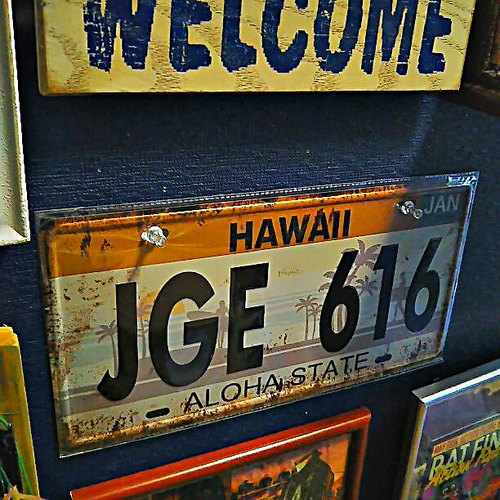 WELCOME
HAWAII
JAN
JGE 616
ALOHA STATE